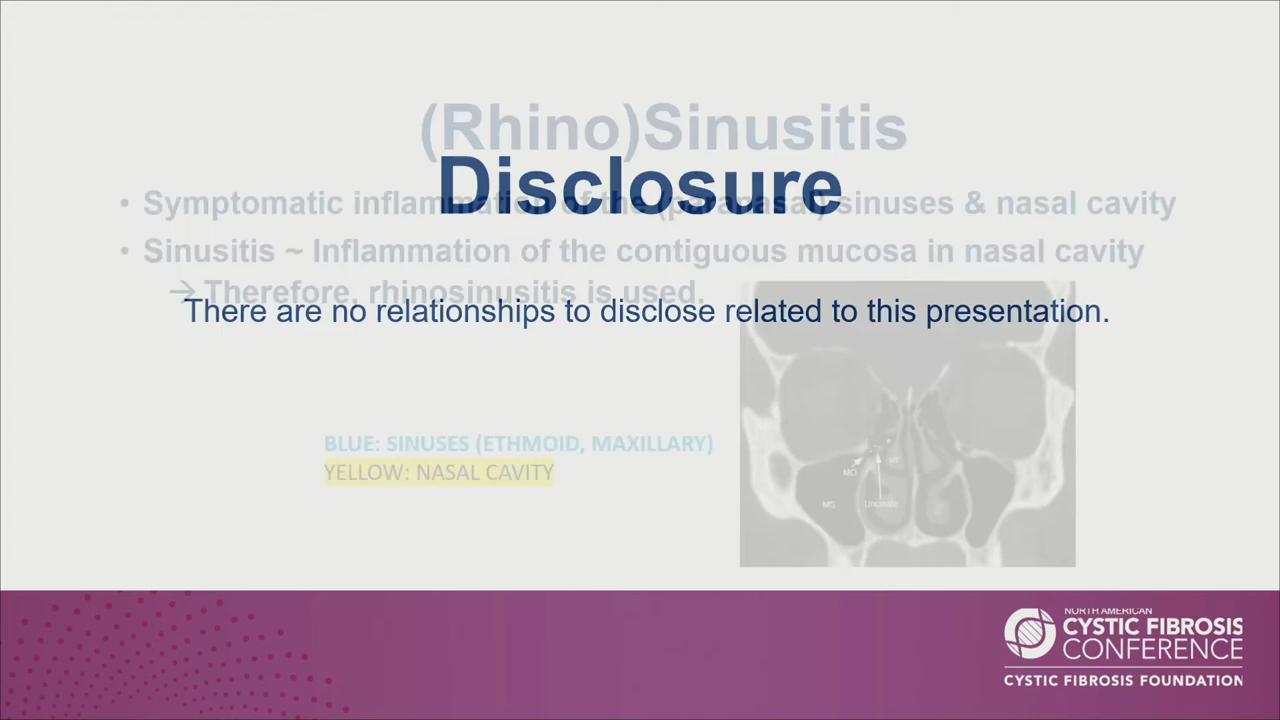 (Rhino)Sinusitis
Disclosure
• Symptomatic inflammation of the (paranasal) sinuses & nasal cavity
• Sinusitis ~ Inflammation of the contiguous mucosa in nasal cavity
→ Therefore, rhinosinusitis is used.
There are no relationships to disclose related to this presentation.
BLUE: SINUSES (ETHMOID, MAXILLARY)
YELLOW: NASAL CAVITY
MO
MT
MS
Uncinate
NORTH AMERICAN
CYSTIC FIBROSIS
CONFERENCE
CYSTIC FIBROSIS FOUNDATION